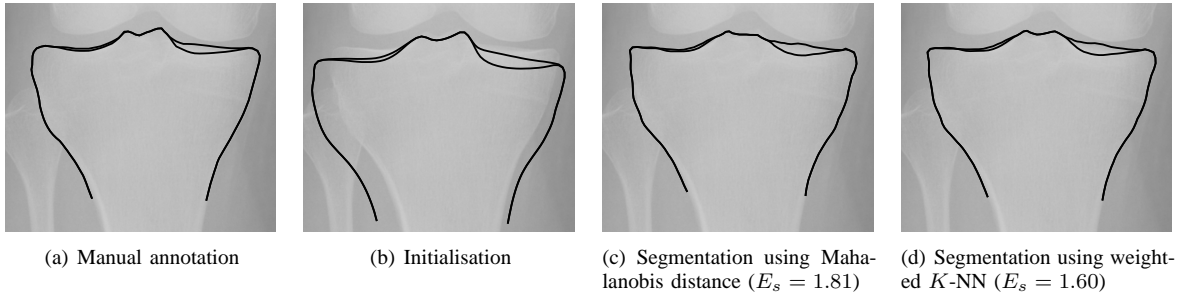 (a) Manual annotation
(b) Initialisation
(c) Segmentation using Maha-
lanobis distance (E_s = 1.81)
(d) Segmentation using weight-
ed K-NN (E_s = 1.60)